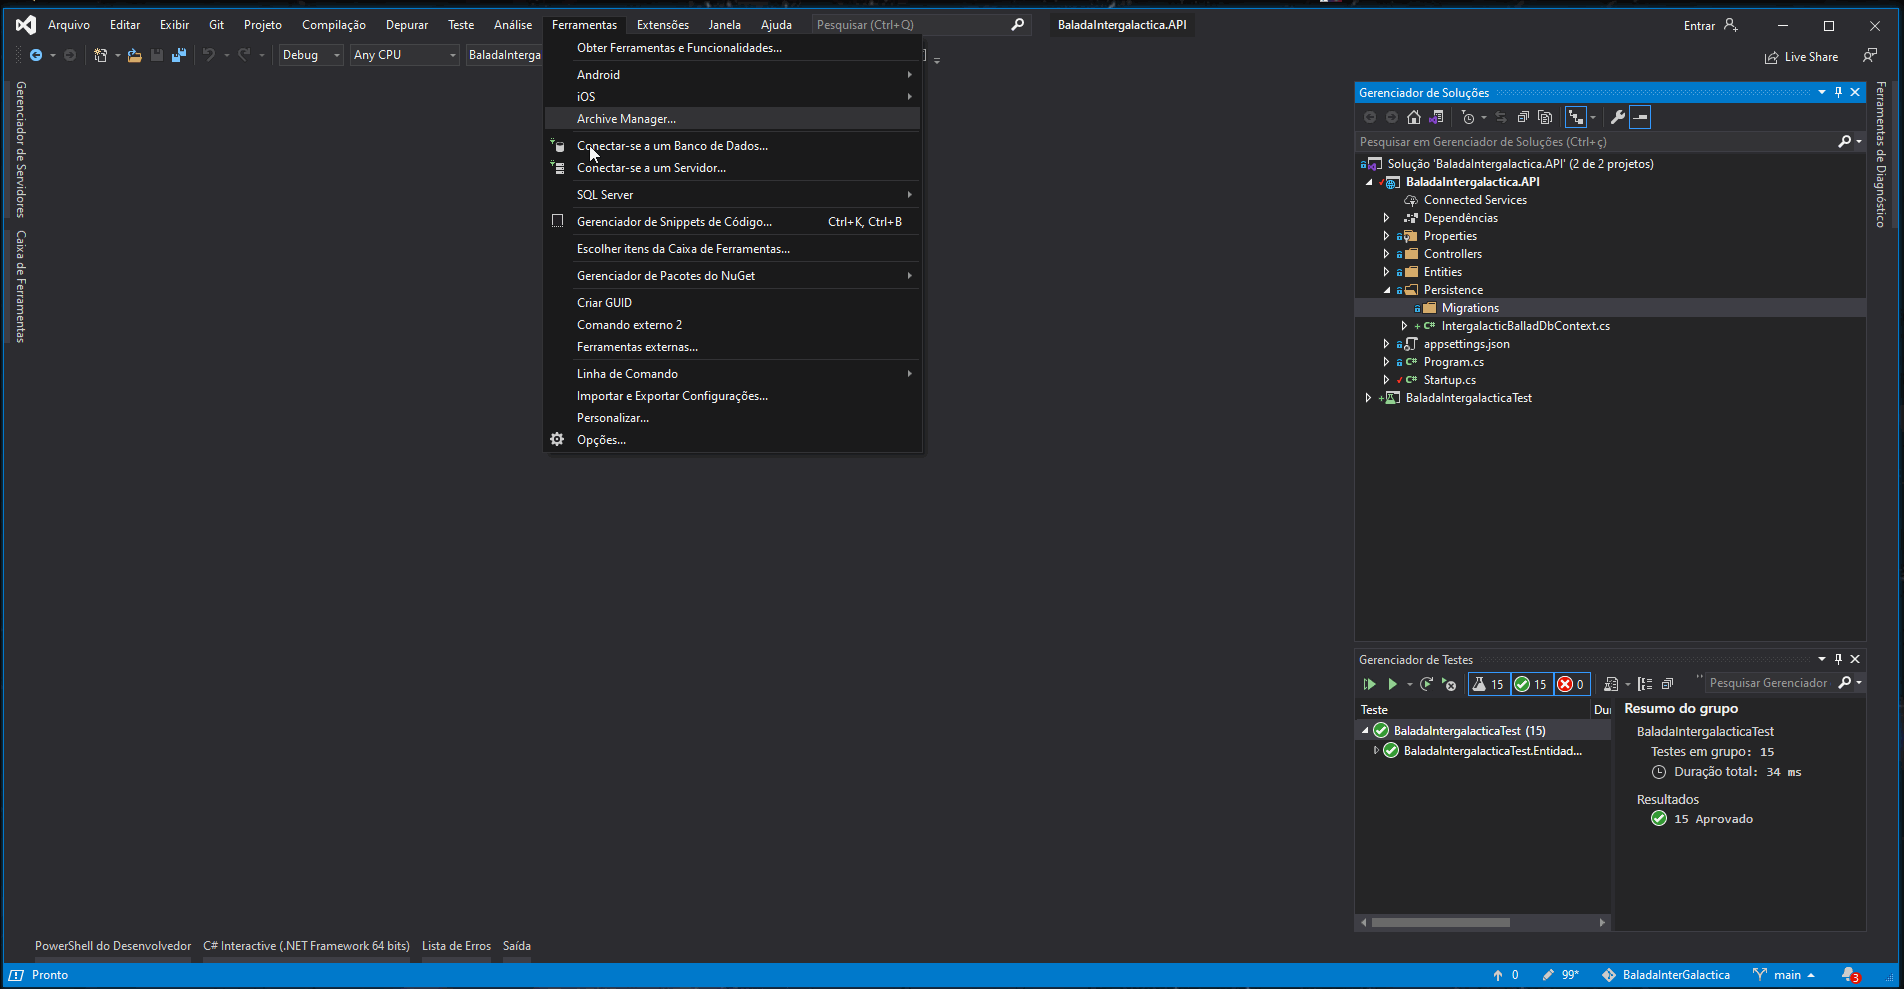 Arquivo Editar Exibir Git Projeto Compilação Depurar Teste Análise Ferramentas Extensões Janela Ajuda Pesquisar (Ctrl+Q) BaladaIntergalactica.API Entrar
Debug Any CPU BaladaInterga Live Share
Obter Ferramentas e Funcionalidades...
Android
iOS
Archive Manager...
Conectar-se a um Banco de Dados...
Conectar-se a um Servidor...
SQL Server
Gerenciador de Snippets de Código... Ctrl+K, Ctrl+B
Escolher itens da Caixa de Ferramentas...
Gerenciador de Pacotes do NuGet
Criar GUID
Comando externo 2
Ferramentas externas...
Linha de Comando
Importar e Exportar Configurações...
Personalizar...
Opções...
Gerenciador de Servidores
Caixa de Ferramentas
Gerenciador de Soluções
Pesquisar em Gerenciador de Soluções (Ctrl+ç)
Solução 'BaladaIntergalactica.API' (2 de 2 projetos)
BaladaIntergalactica.API
Connected Services
Dependências
Properties
Controllers
Entities
Persistence
Migrations
C# IntergalacticBalladDbContext.cs
appsettings.json
C# Program.cs
C# Startup.cs
BaladaIntergalacticaTest
Ferramentas de Diagnóstico
Gerenciador de Testes
15 15 0 Pesquisar Gerenciador
Teste Dur
BaladaIntergalacticaTest (15)
BaladaIntergalacticaTest.Entidad...
Resumo do grupo
BaladaIntergalacticaTest
Testes em grupo: 15
Duração total: 34 ms
Resultados
15 Aprovado
PowerShell do Desenvolvedor C# Interactive (.NET Framework 64 bits) Lista de Erros Saída
Pronto 0 99* BaladaInterGalactica main 3